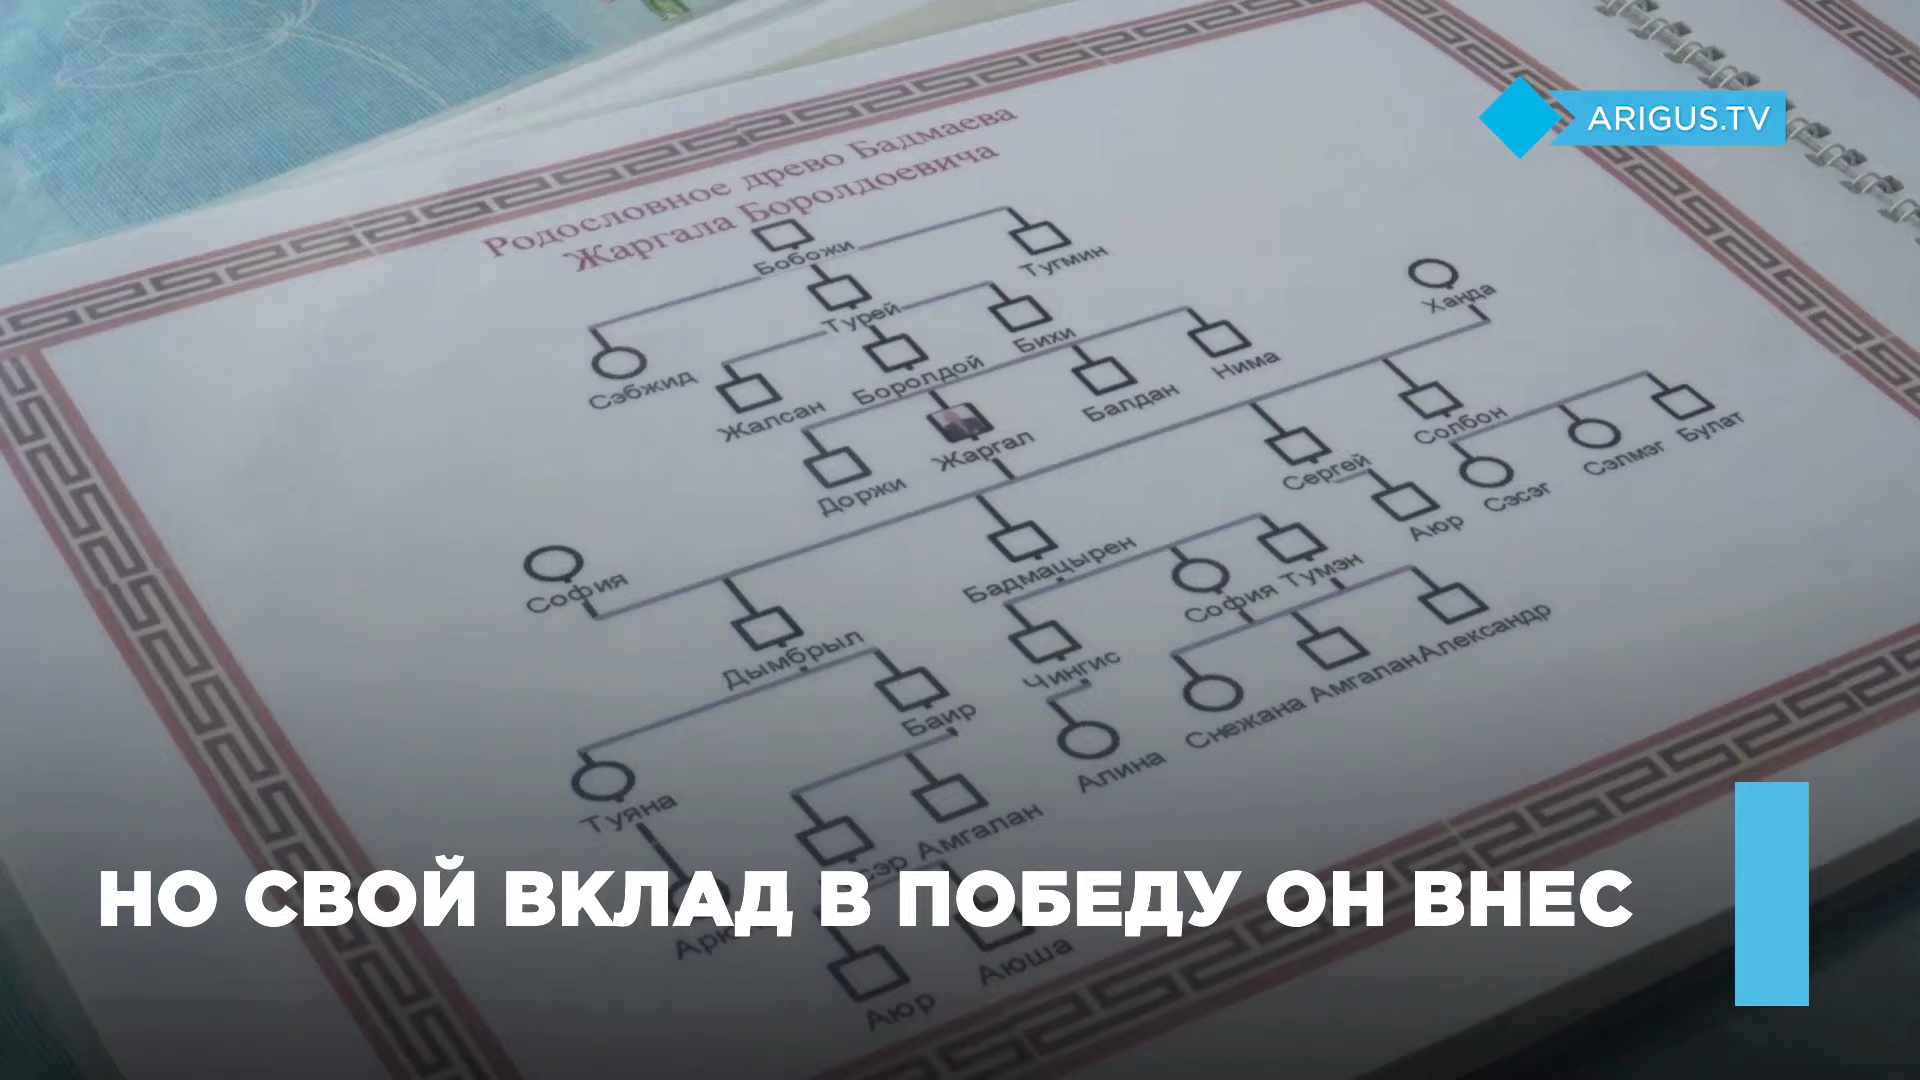 ARIGUS.TV
Родословное древо Бадмаева
Жаргала Боролдоевича
Бобожи
Тугмин
Ханда
Турей
Бихи
Сэбжид
Жалсан
Боролдой
Балдан
Нима
Доржи
Жаргал
Сергей
Солбон
Сэсэг
Сэлмэг
Булат
Аюр
София
Бадмацырен
София
Тумэн
Дымбрыл
Чингис
Снежана
Амгалан
Александр
Баир
Алина
Туяна
Амгалан
НО СВОЙ ВКЛАД В ПОБЕДУ ОН ВНЕС
Аюша
Аюр